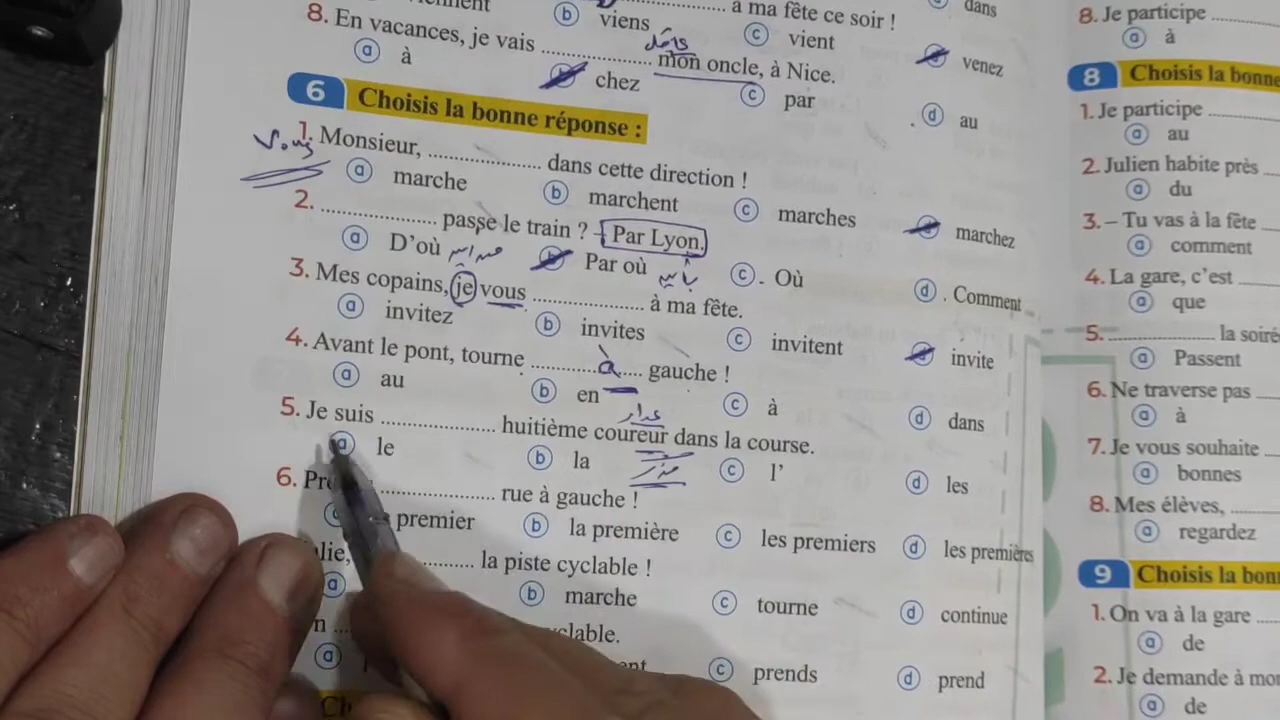 ⓑ viens ⓒ vient
à ma fête ce soir !
dans
venez
8. En vacances, je vais .................... mon oncle, à Nice.
ⓐ à ⓑ chez ⓒ par ⓓ au
6 Choisis la bonne réponse :
Vous
1. Monsieur, .................... dans cette direction !
ⓐ marche ⓑ marchent ⓒ marches ⓓ marchez
2. .................... passe le train ? – Par Lyon.
ⓐ D'où ⓑ Par où ⓒ. Où ⓓ. Comment
3. Mes copains, je vous .................... à ma fête.
ⓐ invitez ⓑ invites ⓒ invitent ⓓ invite
4. Avant le pont, tourne ............à.... gauche !
ⓐ au ⓑ en ⓒ à ⓓ dans
5. Je suis .................... huitième coureur dans la course.
ⓐ le ⓑ la ⓒ l' ⓓ les
6. .................... rue à gauche !
premier ⓑ la première ⓒ les premiers ⓓ les premières
.......... la piste cyclable !
ⓐ ⓑ marche ⓒ tourne ⓓ continue
ⓐ ⓒ prends ⓓ prend
8. Je participe ..........
ⓐ à
8 Choisis la bonne
1. Je participe ..........
ⓐ au
2. Julien habite près ....
ⓐ du
3. – Tu vas à la fête ....
ⓐ comment
4. La gare, c'est ....
ⓐ que
5. .................... la soirée
ⓐ Passent
6. Ne traverse pas ....
ⓐ à
7. Je vous souhaite ....
ⓐ bonnes
8. Mes élèves, ..........
ⓐ regardez
9 Choisis la bonne
1. On va à la gare ....
ⓐ de
2. Je demande à mon
ⓐ de